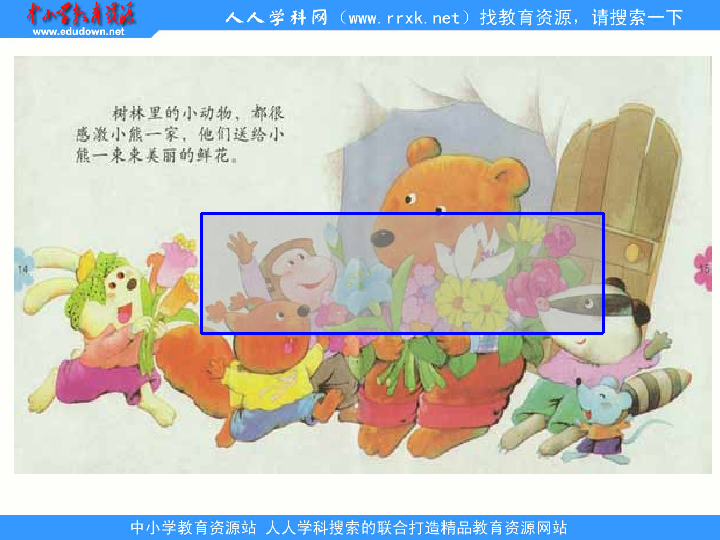 中小学教育资源
www.edudown.net
人人学科网（www.rrxk.net）找教育资源，请搜索一下
树林里的小动物，都很
感激小熊一家，他们送给小
熊一束束美丽的鲜花。
14
15
中小学教育资源站 人人学科搜索的联合打造精品教育资源网站